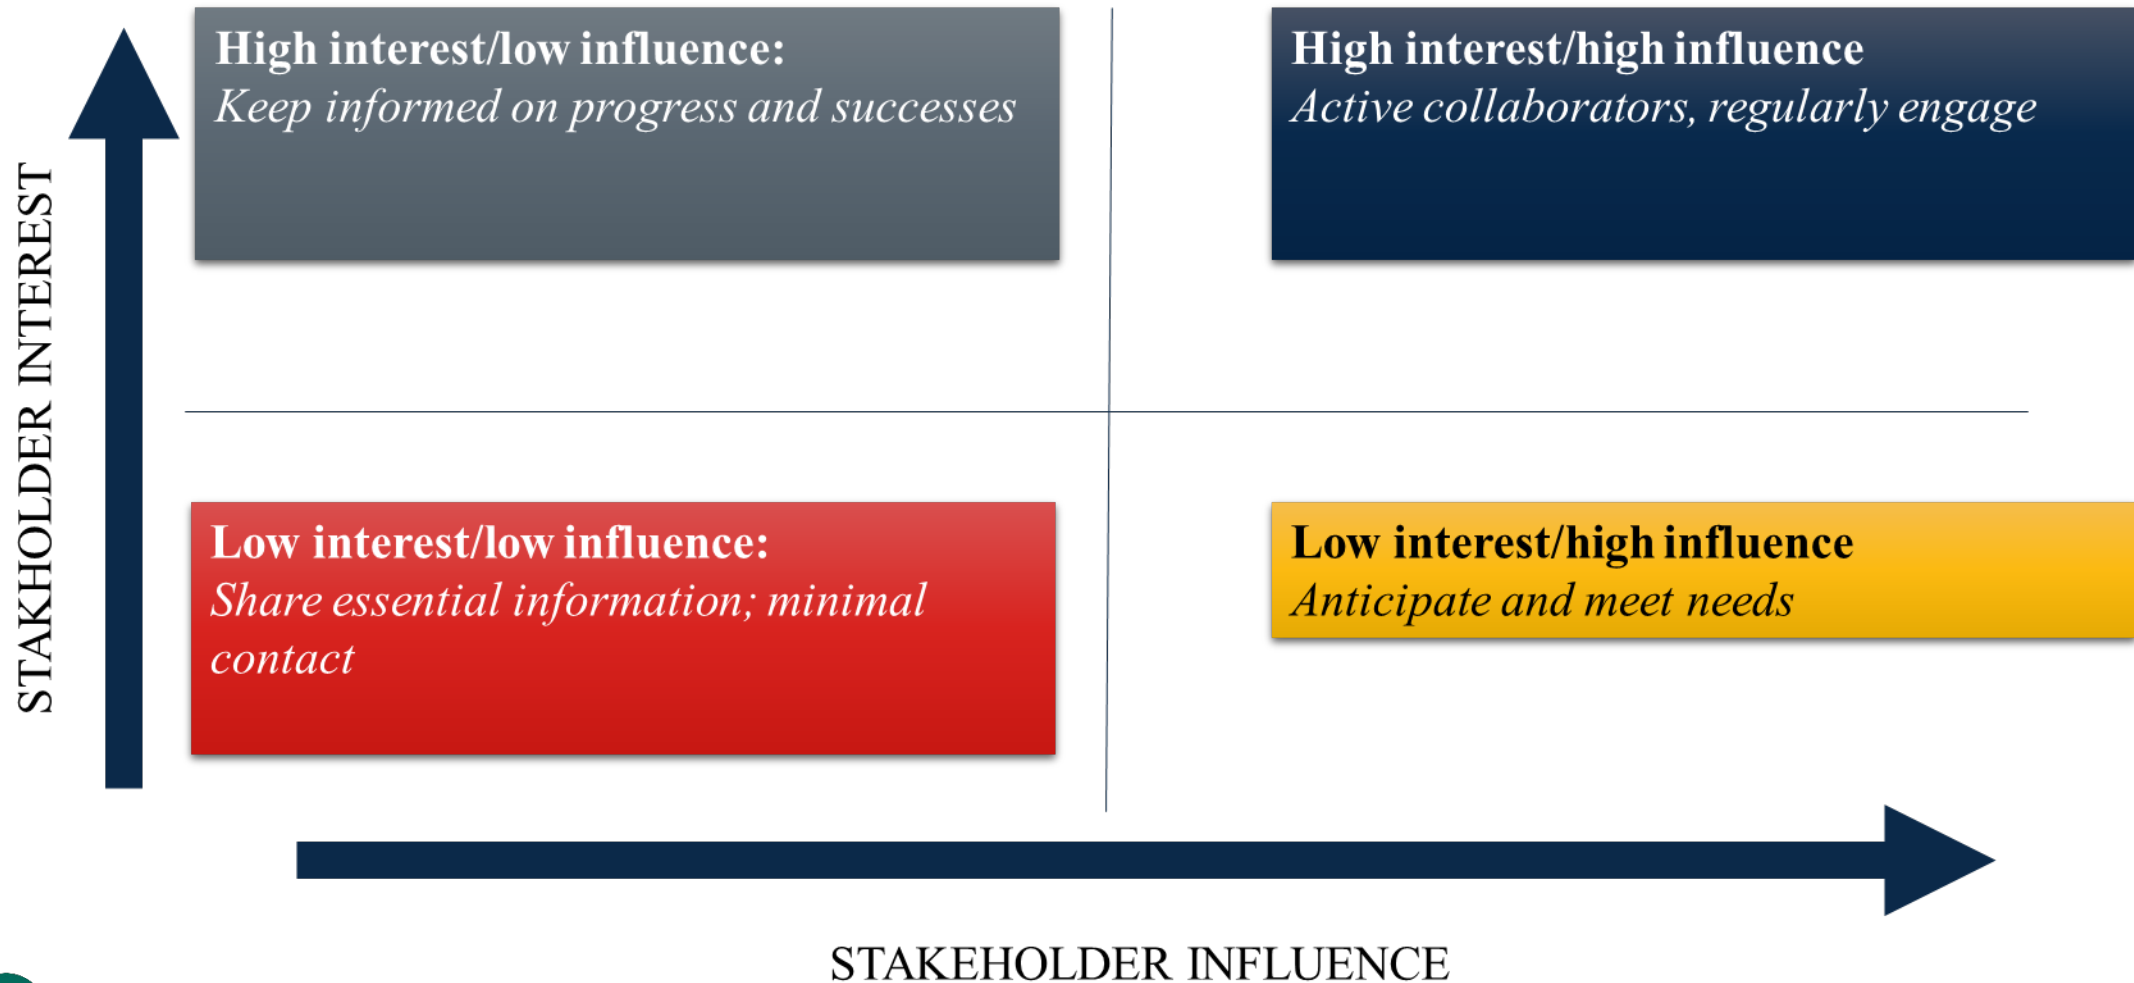 High interest/low influence:
Keep informed on progress and successes
High interest/high influence
Active collaborators, regularly engage
STAKHOLDER INTEREST
Low interest/low influence:
Share essential information; minimal
contact
Low interest/high influence
Anticipate and meet needs
STAKEHOLDER INFLUENCE